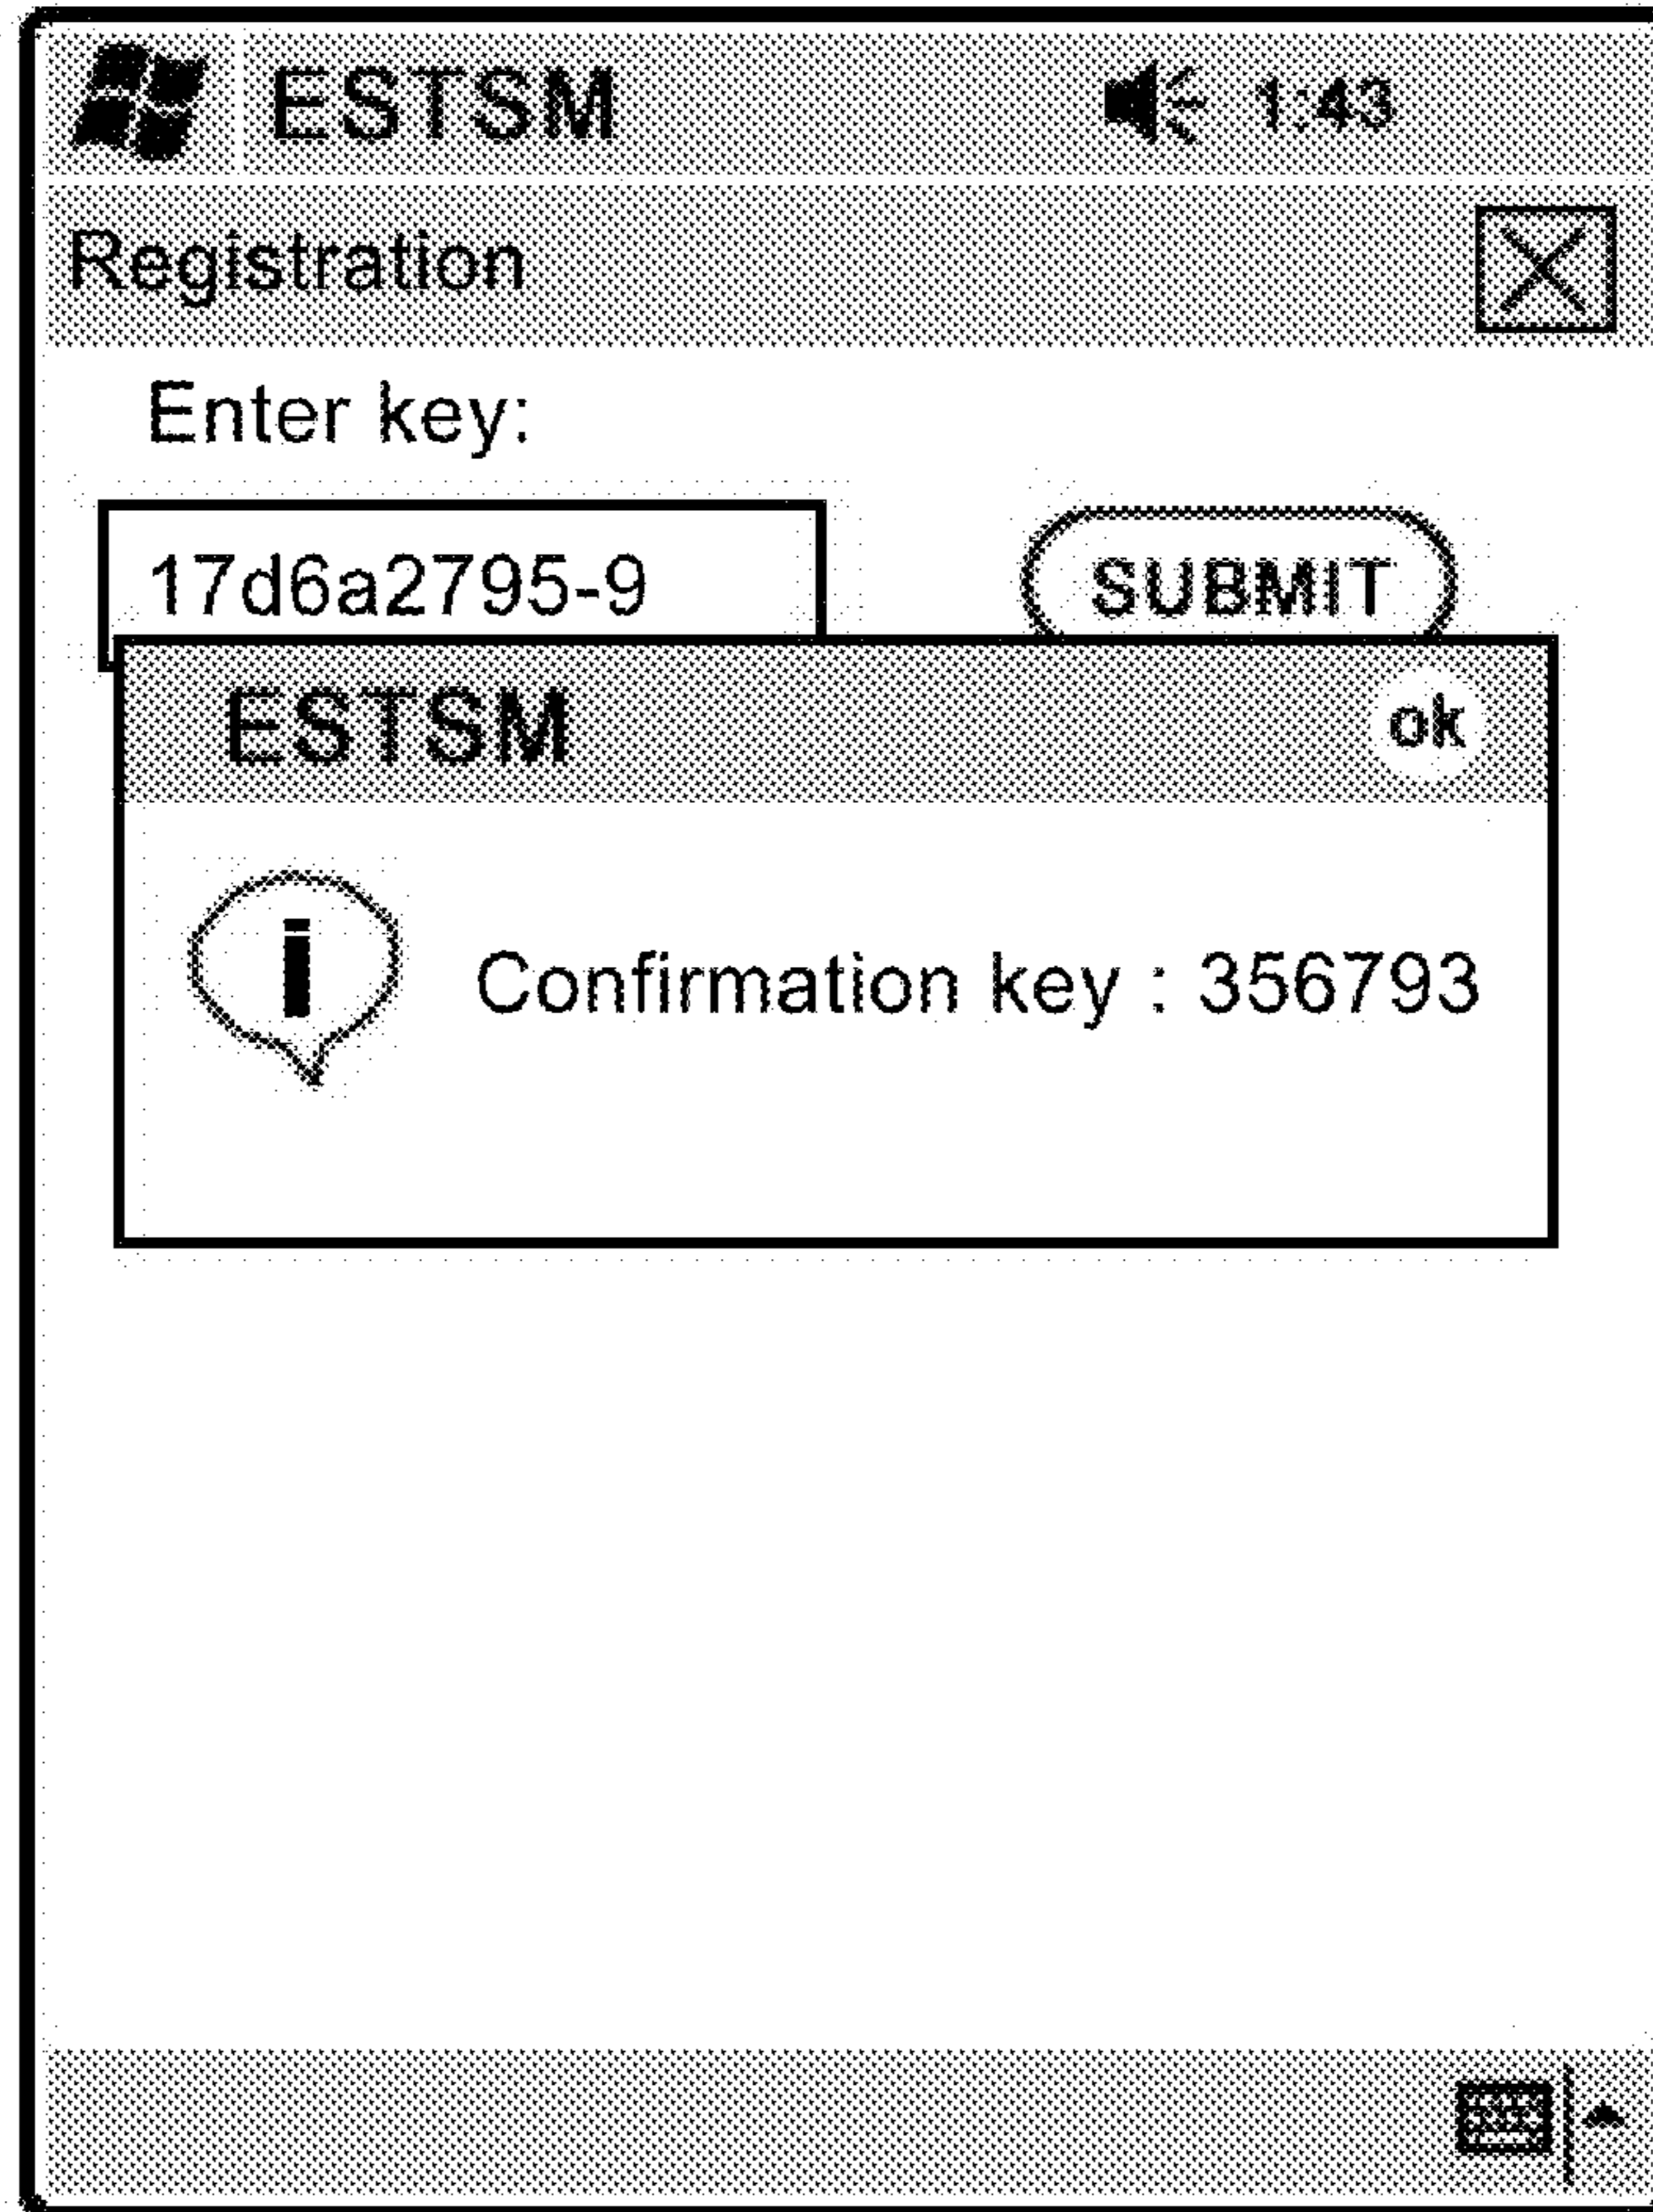 ESTSM 1:43
Registration
Enter key:
17d6a2795-9 SUBMIT
ESTSM ok
i Confirmation key : 356793